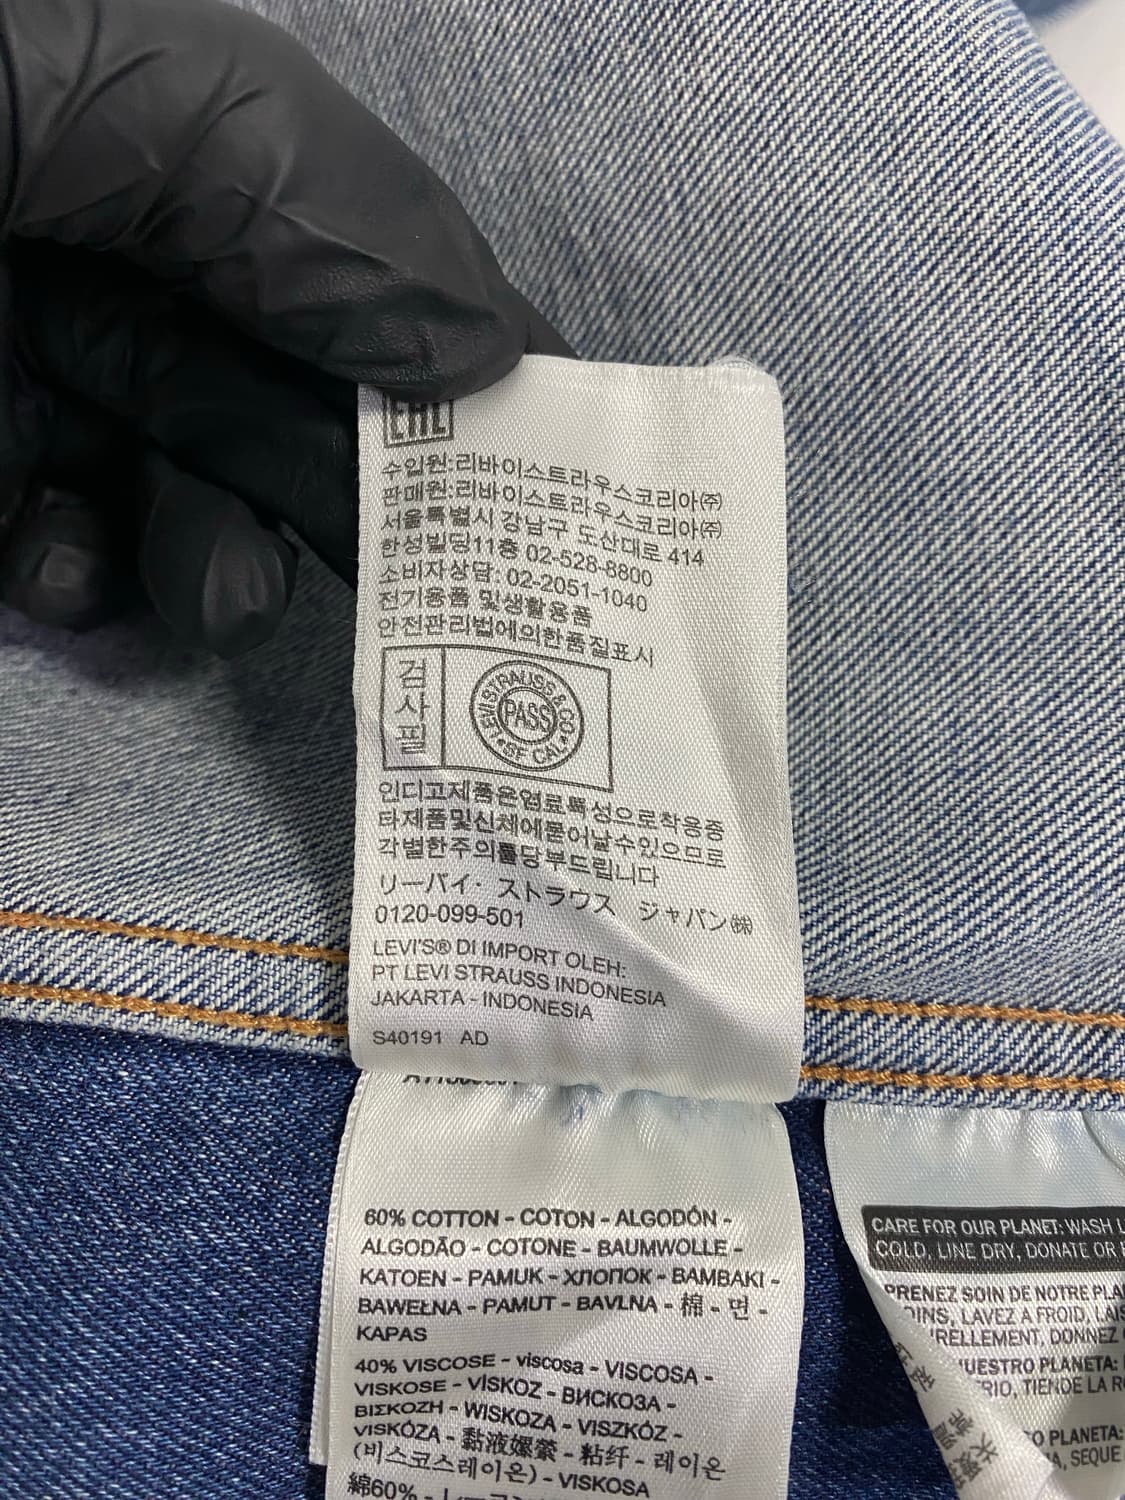 EAC
수입원:리바이스트라우스코리아㈜
판매원:리바이스트라우스코리아㈜
서울특별시 강남구 도산대로 414
한성빌딩11층 02-528-8800
소비자상담: 02-2051-1040
전기용품 및생활용품
안전관리법에의한품질표시
검사필
LEVI STRAUSS & CO
PASS
SF CAL
인디고제품은염료특성으로착용중
타제품및신체에묻어날수있으므로
각별한주의를당부드립니다
リーバイ・ストラウス ジャパン㈱
0120-099-501
LEVI'S® DI IMPORT OLEH:
PT LEVI STRAUSS INDONESIA
JAKARTA - INDONESIA
S40191 AD
60% COTTON - COTON - ALGODÓN -
ALGODÃO - COTONE - BAUMWOLLE -
KATOEN - PAMUK - ХЛОПОК - BAMBAKI -
BAWEŁNA - PAMUT - BAVLNA - 棉 - 면 -
KAPAS
40% VISCOSE - viscosa - VISCOSA -
VISKOSE - VİSKOZ - ВИСКОЗА -
ΒΙΣΚΟΖΗ - WISKOZA - VISZKÓZ -
VISKÓZA - 黏液嫘縈 - 粘纤 - 레이온
(비스코스레이온) - VISKOSA
綿60% - レーヨン
CARE FOR OUR PLANET: WASH L
COLD, LINE DRY, DONATE OR
PRENEZ SOIN DE NOTRE PLA
OINS, LAVEZ A FROID, LAIS
RELLEMENT, DONNEZ
UESTRO PLANETA:
RIO, TIENDE LA R
O PLANETA:
A, SEQUE